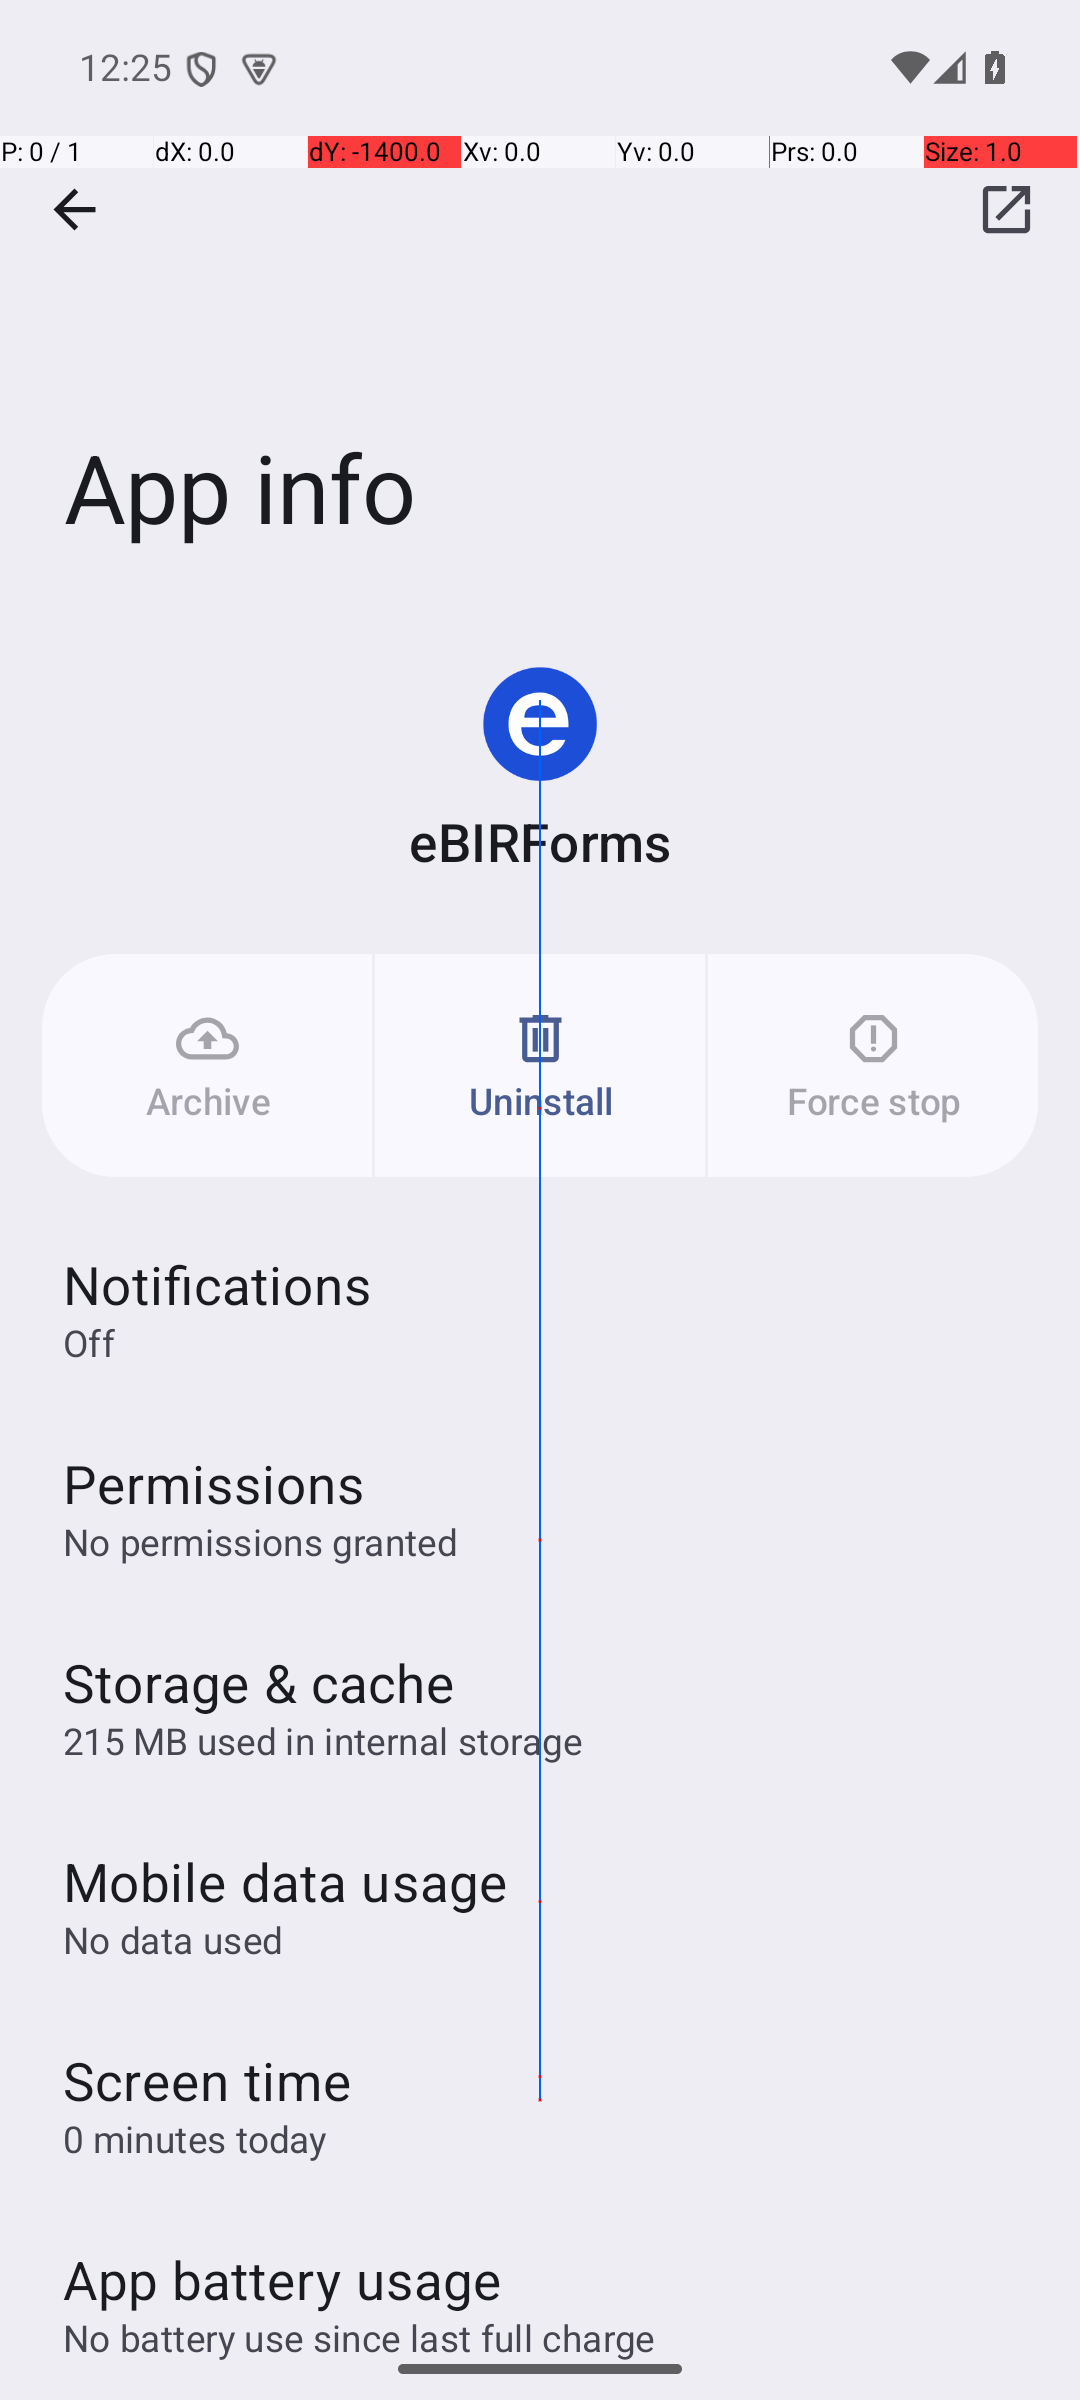 12:25
P: 0 / 1 dX: 0.0 dY: -1400.0 Xv: 0.0 Yv: 0.0 Prs: 0.0 Size: 1.0
App info
e
eBIRForms
Archive Uninstall Force stop
Notifications
Off
Permissions
No permissions granted
Storage & cache
215 MB used in internal storage
Mobile data usage
No data used
Screen time
0 minutes today
App battery usage
No battery use since last full charge